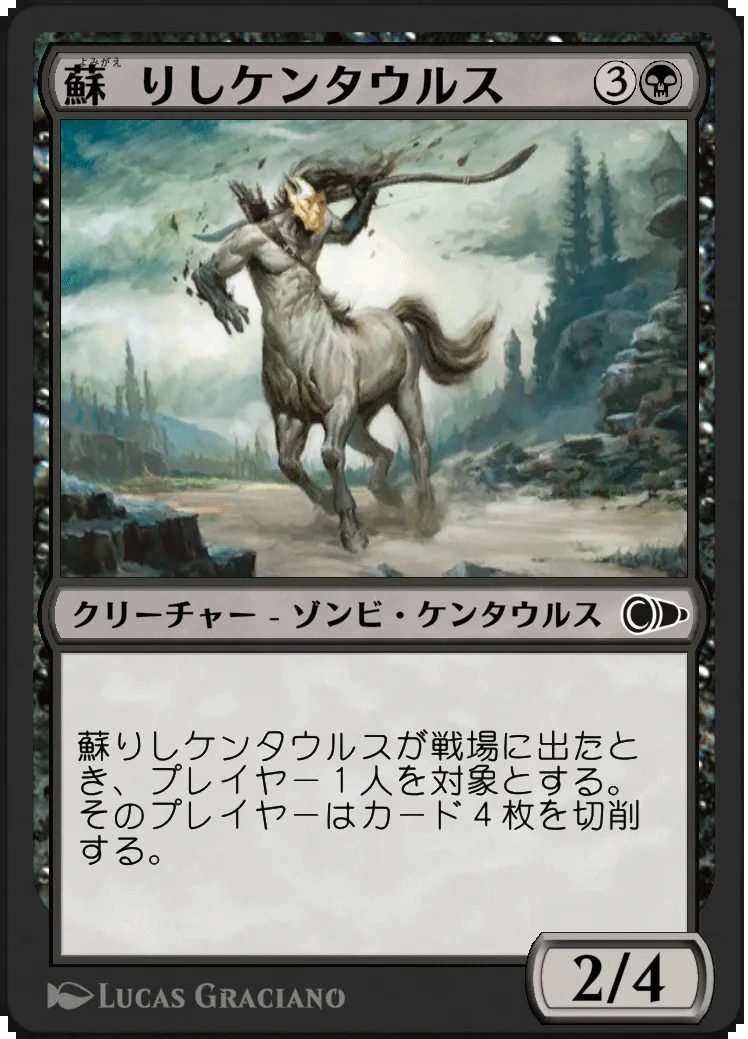 よみがえ
蘇 りしケンタウルス 3
クリーチャー - ゾンビ・ケンタウルス
蘇りしケンタウルスが戦場に出たと
き、プレイヤー１人を対象とする。
そのプレイヤーはカード４枚を切削
する。
2/4
LUCAS GRACIANO